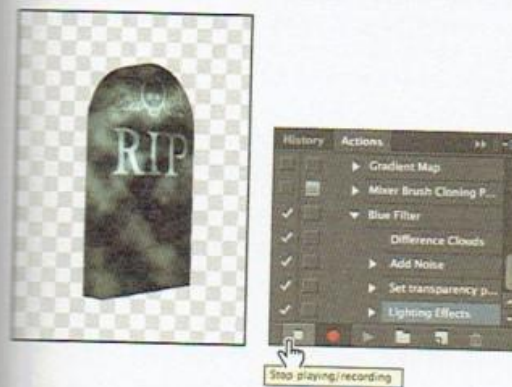 RIP
History Actions
Gradient Map
Mixer Brush Cloning P...
Blue Filter
Difference Clouds
Add Noise
Set transparency p...
Lighting Effects
Stop playing/recording